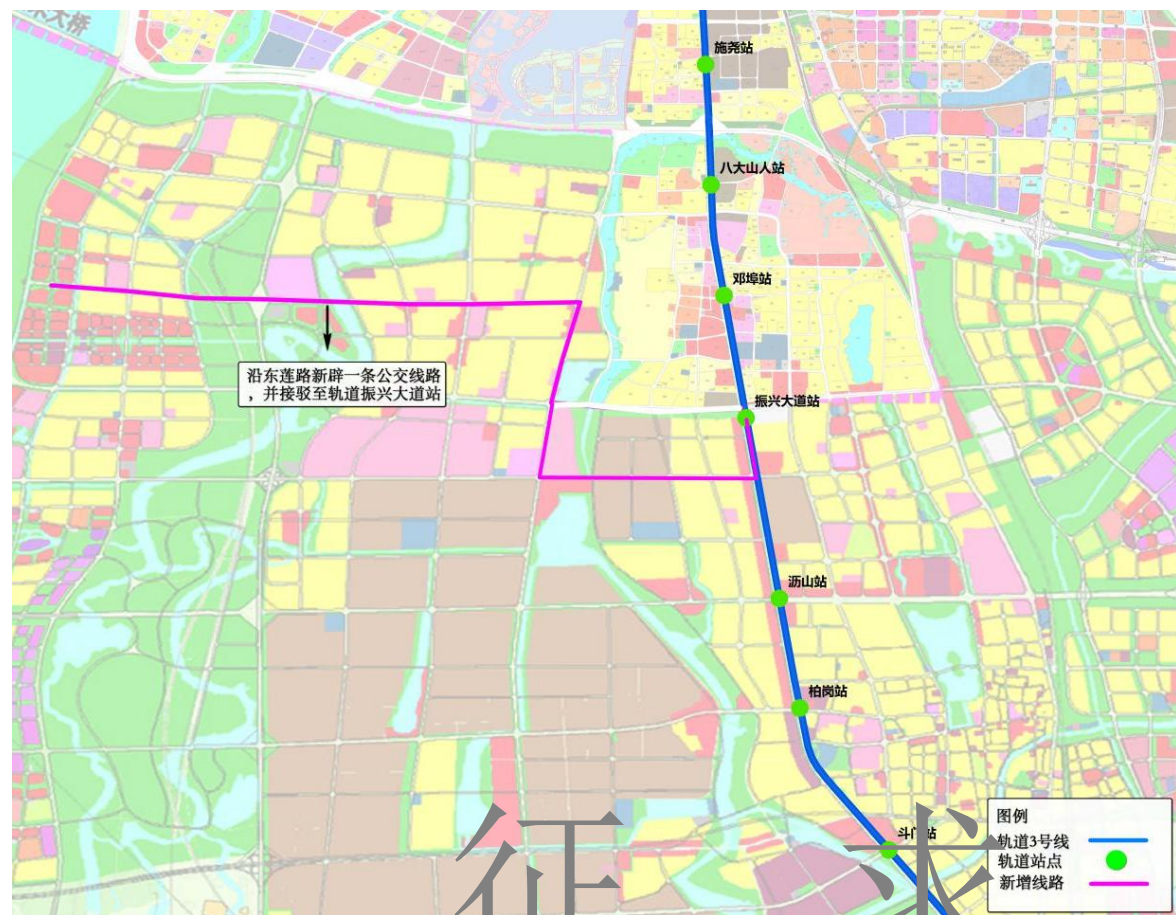 大桥
施尧站
八大山人站
邓埠站
沿东莲路新辟一条公交线路
，并接驳至轨道振兴大道站
振兴大道站
沥山站
柏岗站
斗门站
图例
轨道3号线
轨道站点
新增线路
征 求